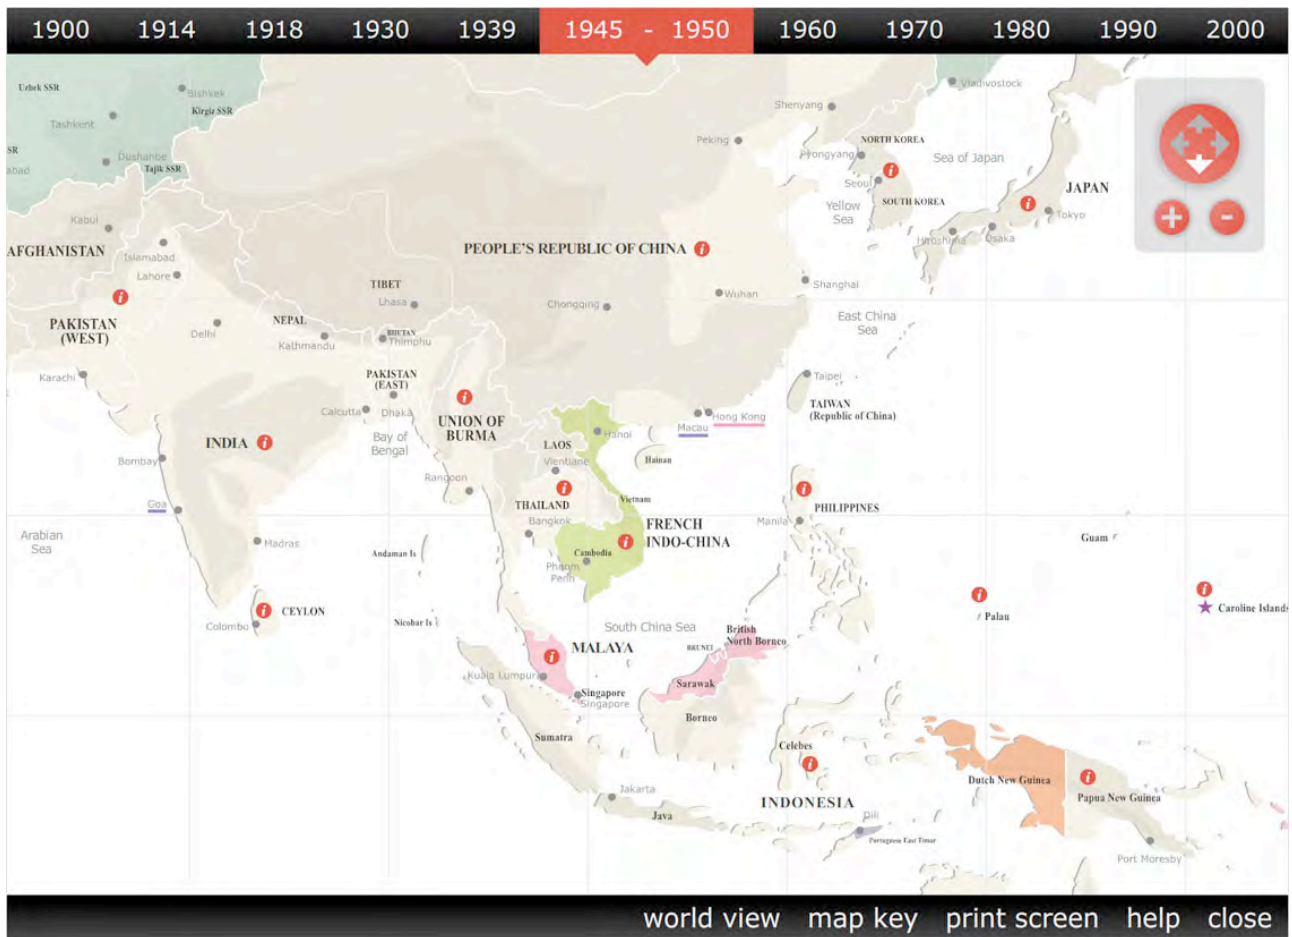 1900 1914 1918 1930 1939 1945 - 1950 1960 1970 1980 1990 2000
Uzbek SSR
Bishkek
Kirgiz SSR
Tashkent
SR
Dushanbe
abad
Tajik SSR
Vladivostock
Shenyang
Peking
NORTH KOREA
Pyongyang
Sea of Japan
Seoul
SOUTH KOREA
Yellow
Sea
JAPAN
Tokyo
Hiroshima
Osaka
Kabul
AFGHANISTAN
Islamabad
Lahore
PEOPLE'S REPUBLIC OF CHINA
TIBET
Lhasa
Chongqing
Wuhan
Shanghai
East China
Sea
PAKISTAN
(WEST)
Delhi
NEPAL
Kathmandu
BHUTAN
Thimphu
Karachi
PAKISTAN
(EAST)
Calcutta
Dhaka
Bay of
Bengal
UNION OF
BURMA
Taipei
TAIWAN
(Republic of China)
Macau
Hong Kong
INDIA
Hanoi
LAOS
Vientiane
Hainan
Bombay
Rangoon
Goa
THAILAND
Vietnam
Bangkok
FRENCH
INDO-CHINA
PHILIPPINES
Manila
Arabian
Sea
Madras
Andaman Is
Cambodia
Phnom
Penh
Guam
CEYLON
Colombo
Nicobar Is
South China Sea
British
North Borneo
Palau
Caroline Islands
MALAYA
BRUNEI
Kuala Lumpur
Sarawak
Singapore
Singapore
Borneo
Sumatra
Celebes
Dutch New Guinea
Papua New Guinea
Jakarta
INDONESIA
Java
Dili
Portuguese East Timor
Port Moresby
world view map key print screen help close